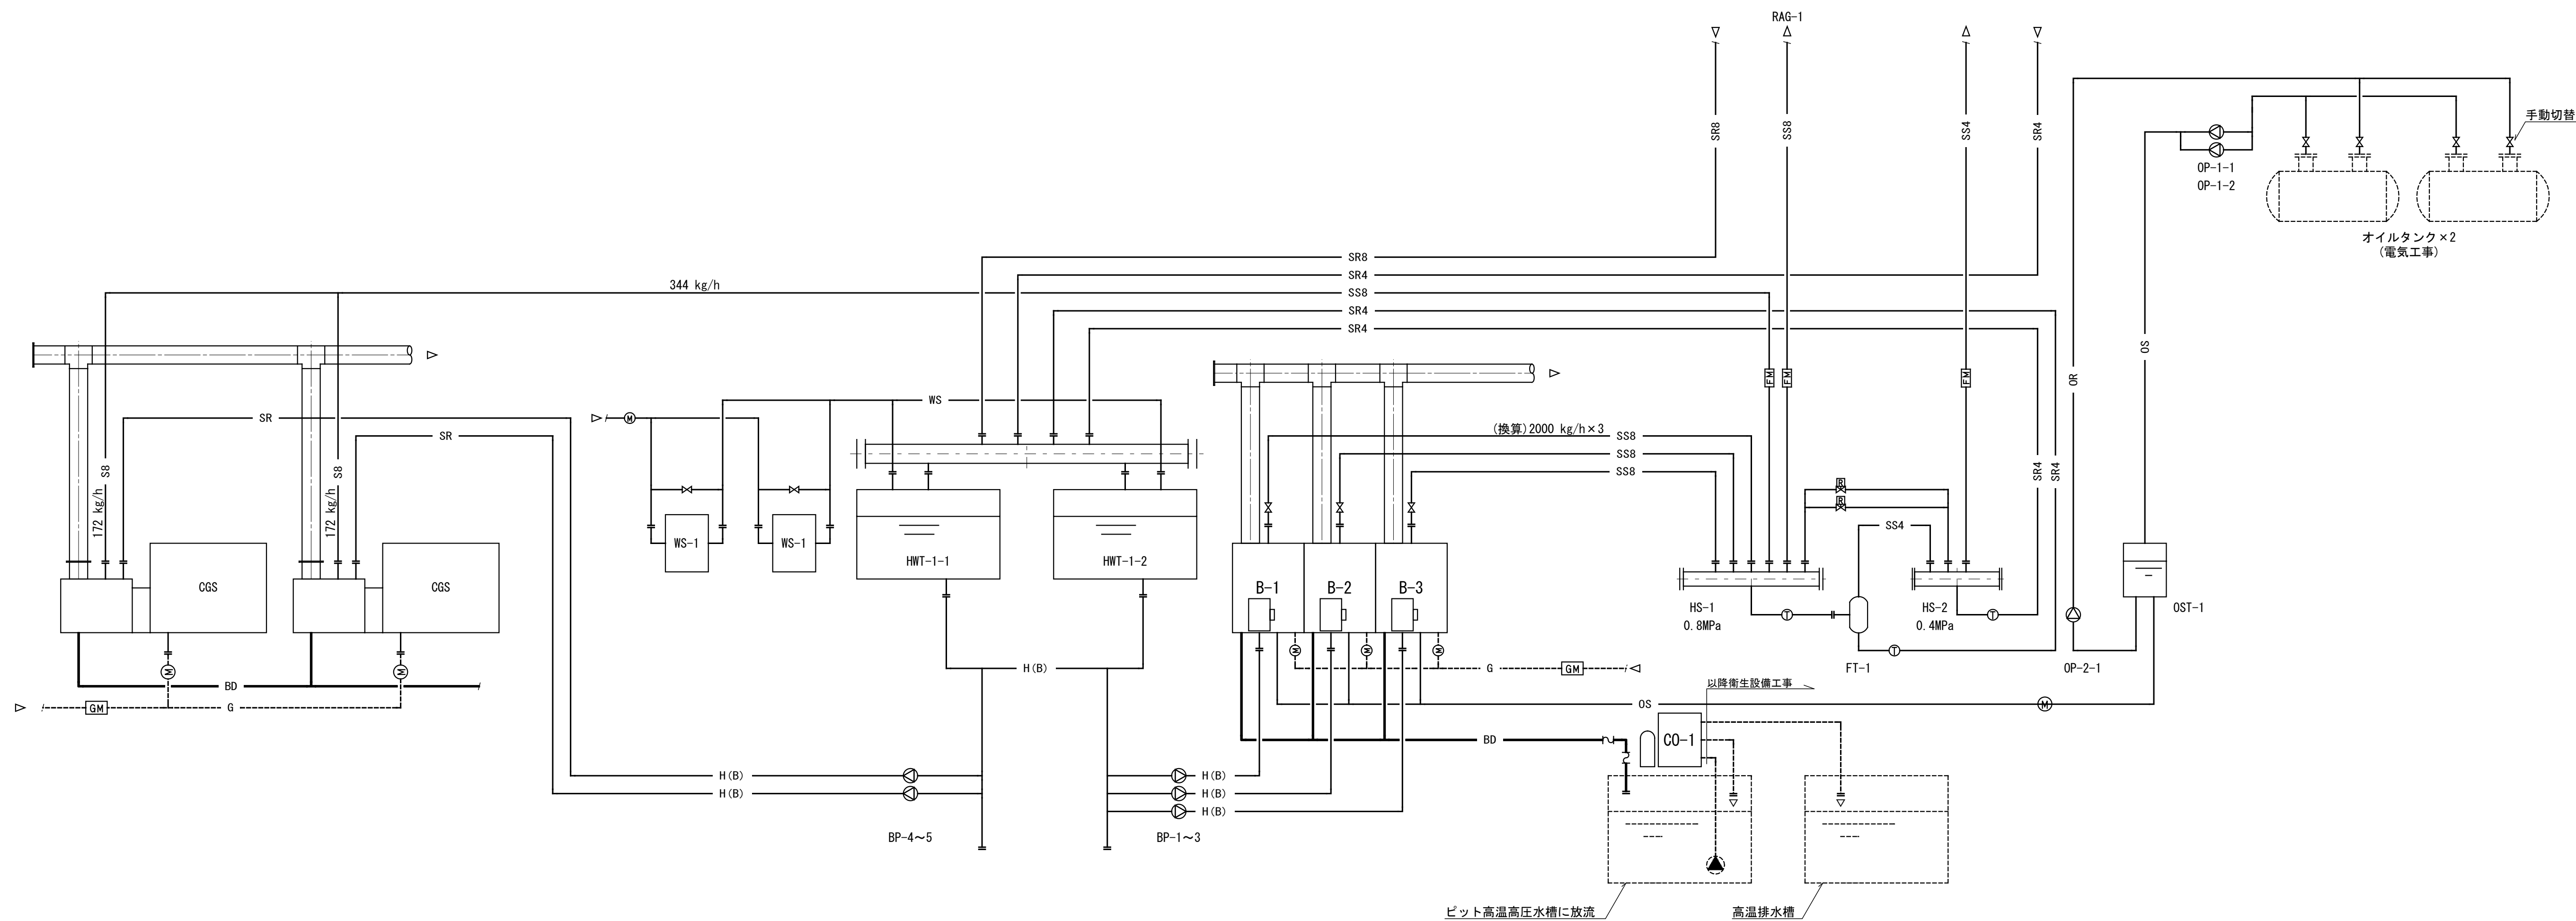 RAG-1
SR8
SS8
SS4
SR4
手動切替
OP-1-1
OP-1-2
オイルタンク×2
(電気工事)
SR8
SR4
344 kg/h
SS8
SR4
SR4
OS
OR
FM
FM
FM
WS
SR
SR
M
(換算)2000 kg/h×3
SS8
SS8
SS8
S8
172 kg/h
S8
172 kg/h
SR4
SR4
R
R
SS4
WS-1
WS-1
HWT-1-1
HWT-1-2
CGS
CGS
B-1
B-2
B-3
HS-1
0.8MPa
T
HS-2
0.4MPa
T
OST-1
M
M
M
M
M
T
H(B)
G
GM
FT-1
OP-2-1
BD
以降衛生設備工事
GM
G
OS
M
BD
CO-1
H(B)
H(B)
H(B)
H(B)
H(B)
BP-4～5
BP-1～3
ピット高温高圧水槽に放流
高温排水槽